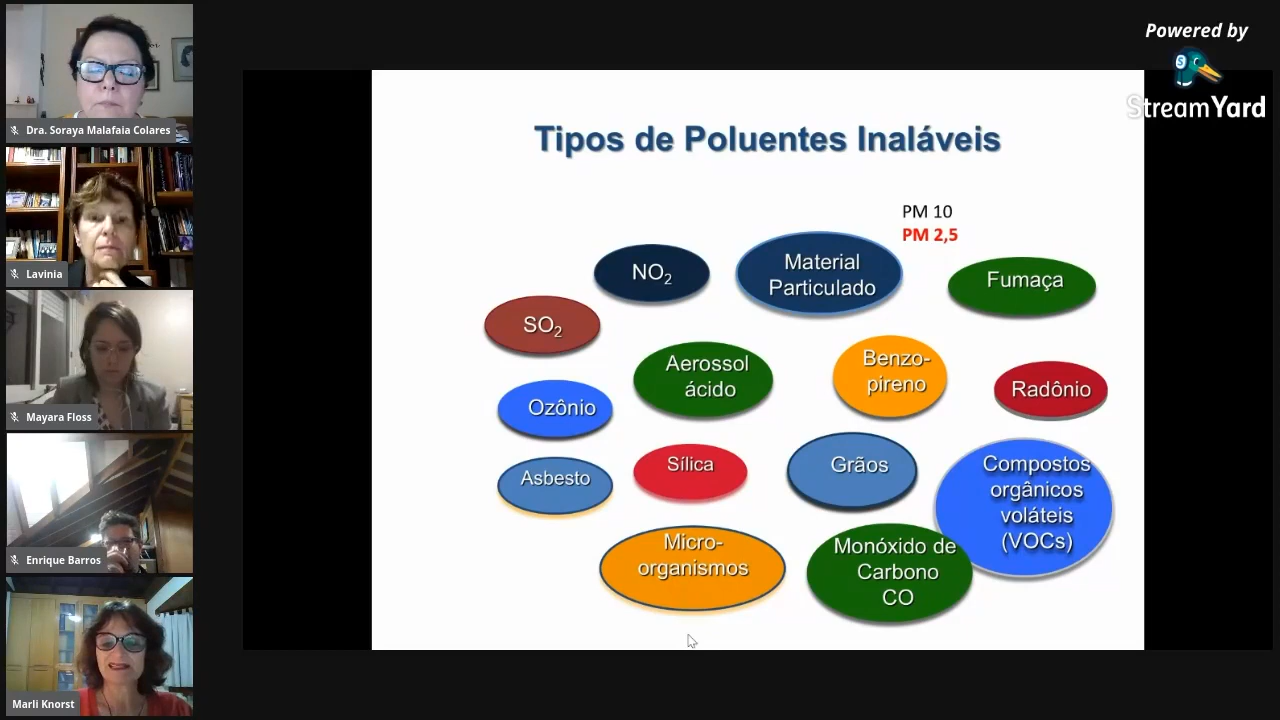 Powered by
StreamYard
Dra. Soraya Malafaia Colares
Lavinia
Mayara Floss
Enrique Barros
Marli Knorst
Tipos de Poluentes Inaláveis
PM 10
PM 2,5
NO2
Material
Particulado
Fumaça
SO2
Aerossol
ácido
Benzo-
pireno
Radônio
Ozônio
Asbesto
Sílica
Grãos
Compostos
orgânicos
voláteis
(VOCs)
Micro-
organismos
Monóxido de
Carbono
CO